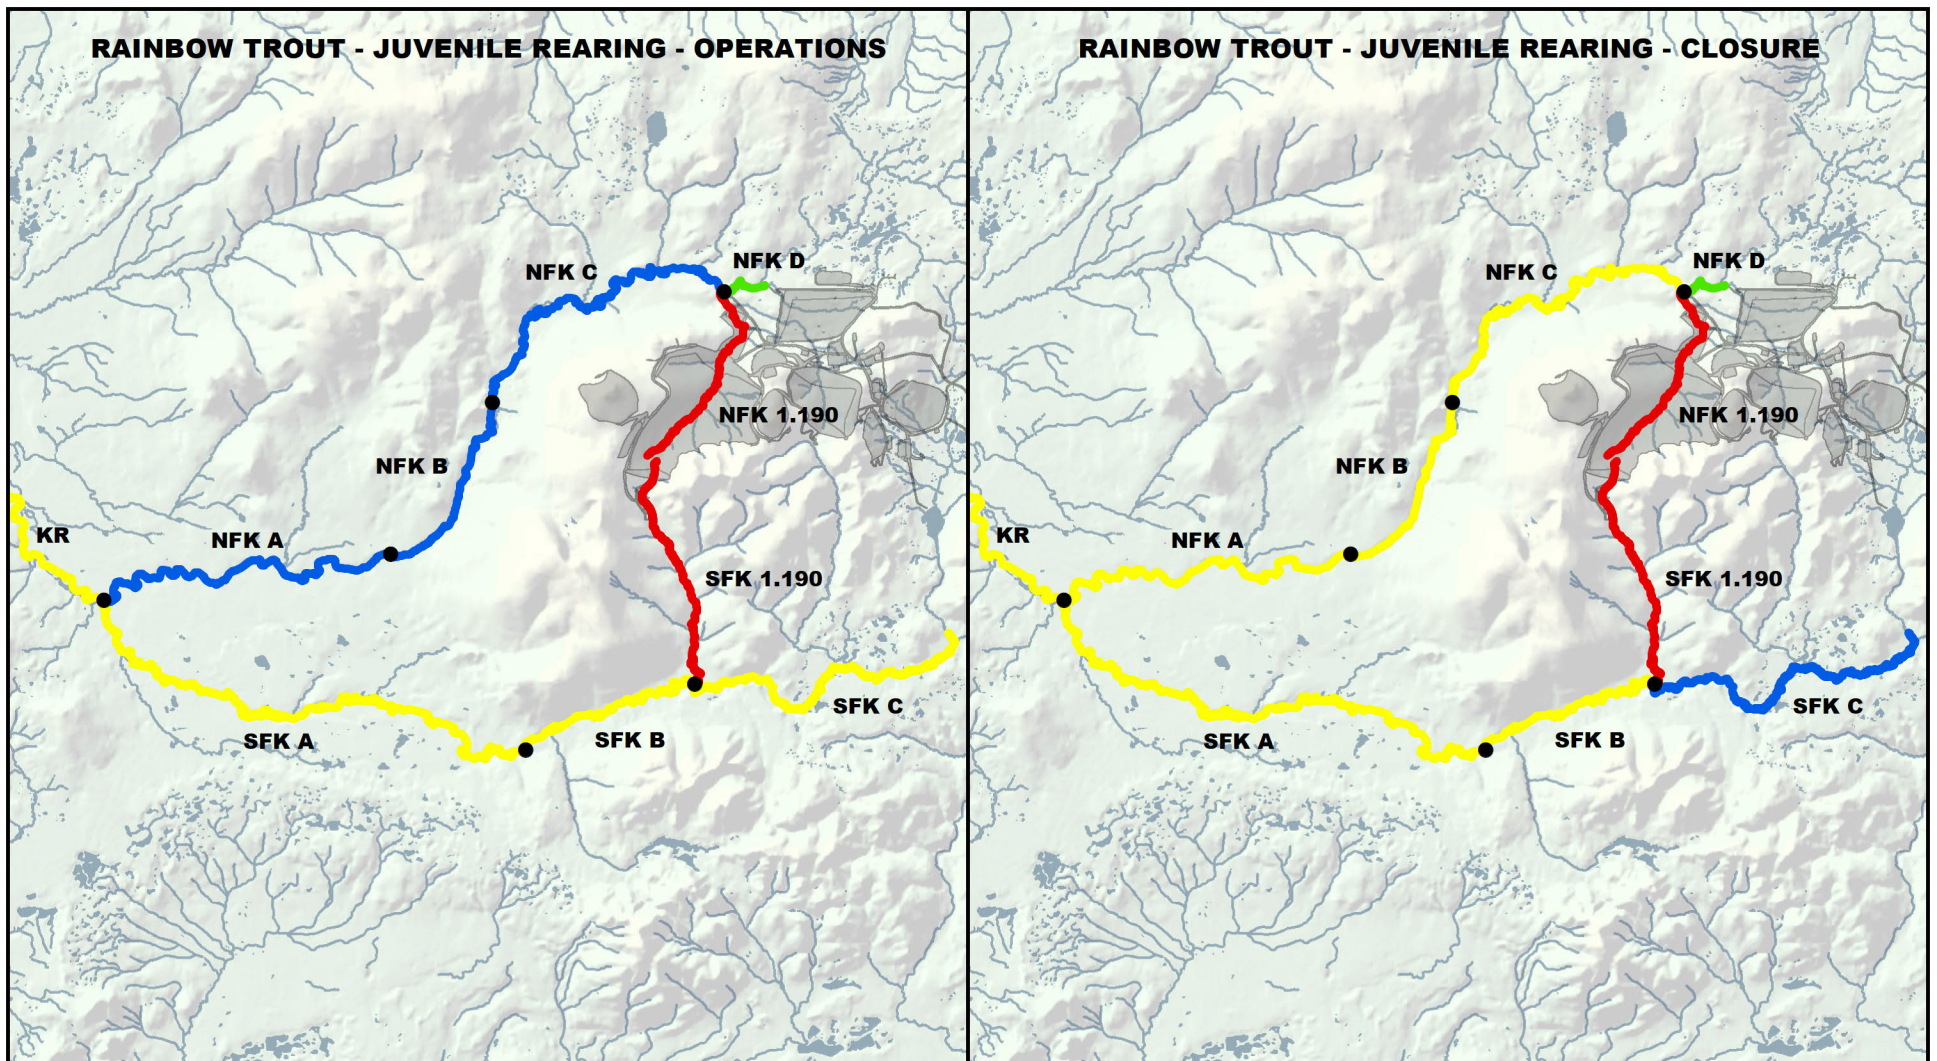 RAINBOW TROUT - JUVENILE REARING - OPERATIONS
NFK D
NFK C
NFK 1.190
NFK B
KR
NFK A
SFK 1.190
SFK C
SFK A
SFK B
RAINBOW TROUT - JUVENILE REARING - CLOSURE
NFK D
NFK C
NFK 1.190
NFK B
KR
NFK A
SFK 1.190
SFK C
SFK A
SFK B